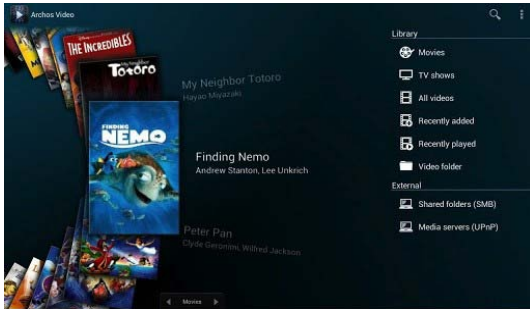 Archos Video
THE INCREDIBLES
Totoro
FINDING
NEMO
My Neighbor Totoro
Hayao Miyazaki
Finding Nemo
Andrew Stanton, Lee Unkrich
Peter Pan
Clyde Geronimi, Wilfred Jackson
Movies
Library
Movies
TV shows
All videos
Recently added
Recently played
Video folder
External
Shared folders (SMB)
Media servers (UPnP)